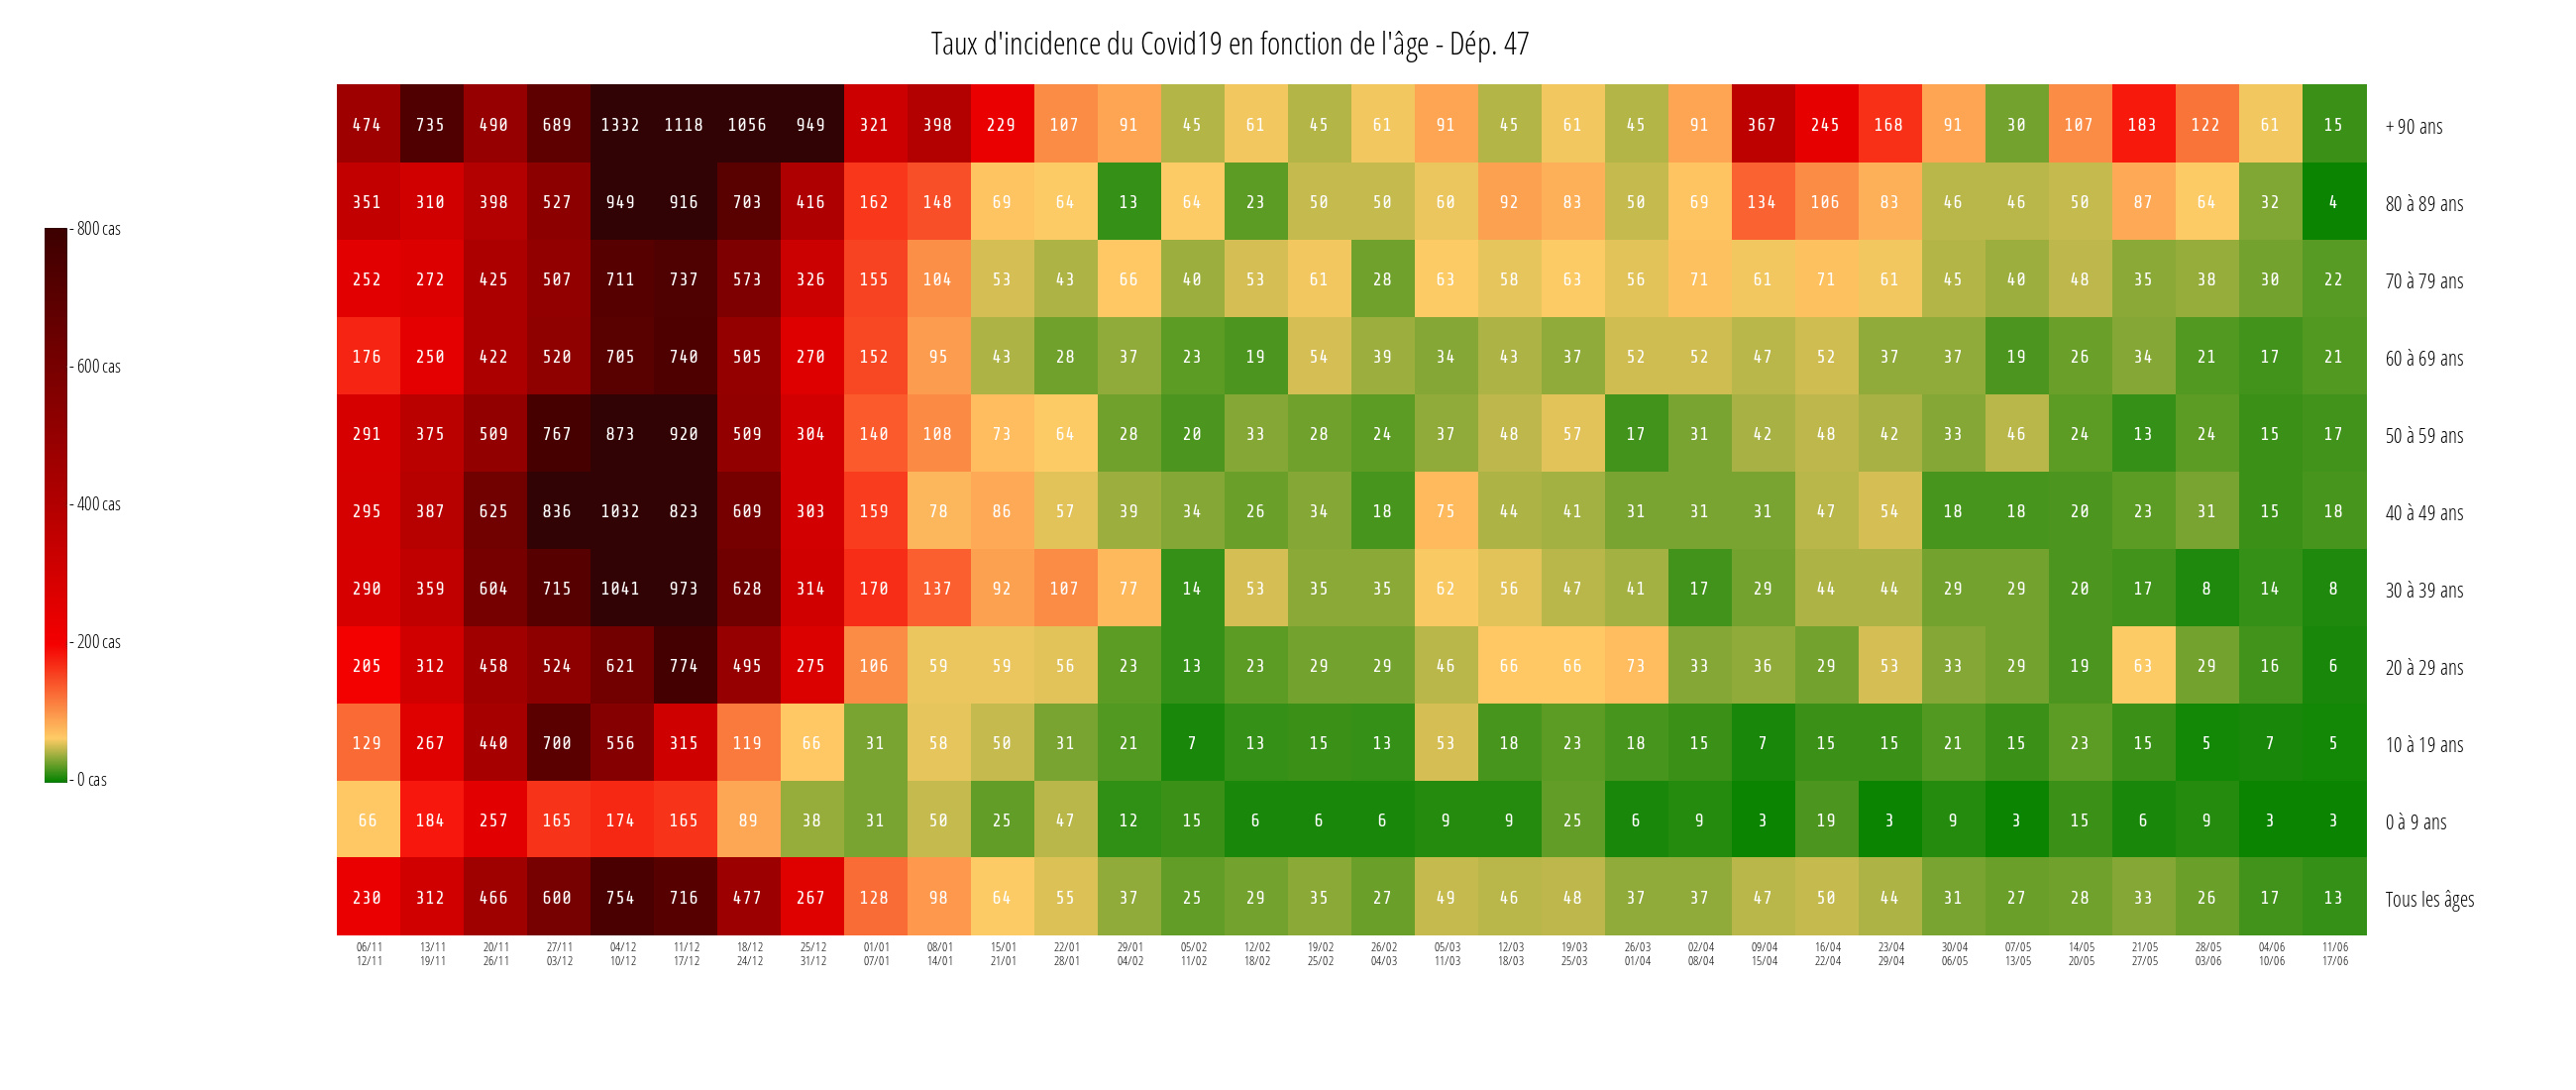 Taux d'incidence du Covid19 en fonction de l'âge - Dép. 47
- 800 cas
- 600 cas
- 400 cas
- 200 cas
- 0 cas
474 735 490 689 1332 1118 1056 949 321 398 229 107 91 45 61 45 61 91 45 61 45 91 367 245 168 91 30 107 183 122 61 15 + 90 ans
351 310 398 527 949 916 703 416 162 148 69 64 13 64 23 50 50 60 92 83 50 69 134 106 83 46 46 50 87 64 32 4 80 à 89 ans
252 272 425 507 711 737 573 326 155 104 53 43 66 40 53 61 28 63 58 63 56 71 61 71 61 45 40 48 35 38 30 22 70 à 79 ans
176 250 422 520 705 740 505 270 152 95 43 28 37 23 19 54 39 34 43 37 52 52 47 52 37 37 19 26 34 21 17 21 60 à 69 ans
291 375 509 767 873 920 509 304 140 108 73 64 28 20 33 28 24 37 48 57 17 31 42 48 42 33 46 24 13 24 15 17 50 à 59 ans
295 387 625 836 1032 823 609 303 159 78 86 57 39 34 26 34 18 75 44 41 31 31 31 47 54 18 18 20 23 31 15 18 40 à 49 ans
290 359 604 715 1041 973 628 314 170 137 92 107 77 14 53 35 35 62 56 47 41 17 29 44 44 29 29 20 17 8 14 8 30 à 39 ans
205 312 458 524 621 774 495 275 106 59 59 56 23 13 23 29 29 46 66 66 73 33 36 29 53 33 29 19 63 29 16 6 20 à 29 ans
129 267 440 700 556 315 119 66 31 58 50 31 21 7 13 15 13 53 18 23 18 15 7 15 15 21 15 23 15 5 7 5 10 à 19 ans
66 184 257 165 174 165 89 38 31 50 25 47 12 15 6 6 6 9 9 25 6 9 3 19 3 9 3 15 6 9 3 3 0 à 9 ans
230 312 466 600 754 716 477 267 128 98 64 55 37 25 29 35 27 49 46 48 37 37 47 50 44 31 27 28 33 26 17 13 Tous les âges
06/11 13/11 20/11 27/11 04/12 11/12 18/12 25/12 01/01 08/01 15/01 22/01 29/01 05/02 12/02 19/02 26/02 05/03 12/03 19/03 26/03 02/04 09/04 16/04 23/04 30/04 07/05 14/05 21/05 28/05 04/06 11/06
12/11 19/11 26/11 03/12 10/12 17/12 24/12 31/12 07/01 14/01 21/01 28/01 04/02 11/02 18/02 25/02 04/03 11/03 18/03 25/03 01/04 08/04 15/04 22/04 29/04 06/05 13/05 20/05 27/05 03/06 10/06 17/06